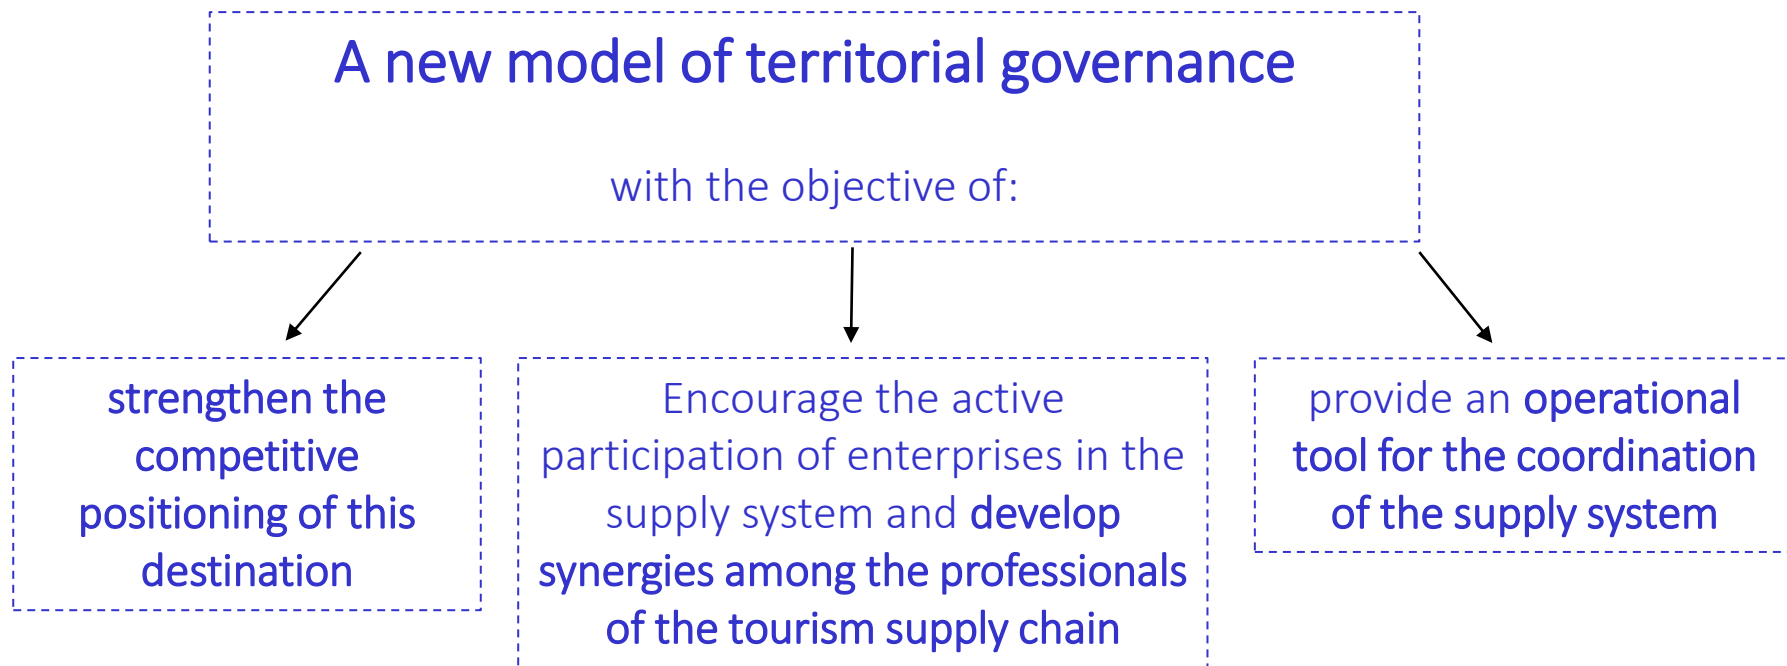 A new model of territorial governance
with the objective of:
strengthen the
competitive
positioning of this
destination
Encourage the active
participation of enterprises in the
supply system and develop
synergies among the professionals
of the tourism supply chain
provide an operational
tool for the coordination
of the supply system